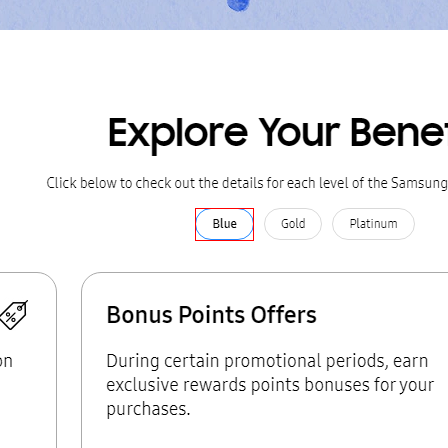 Explore Your Bene
Click below to check out the details for each level of the Samsung
Blue Gold Platinum
Bonus Points Offers
on
During certain promotional periods, earn
exclusive rewards points bonuses for your
purchases.